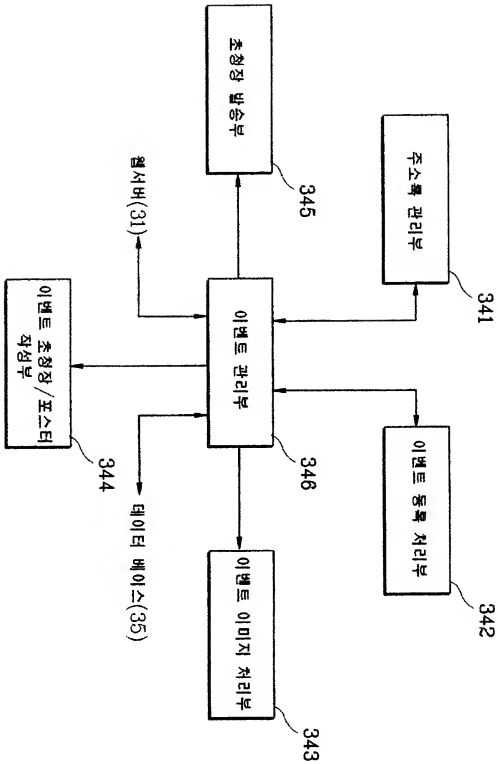 주소록 관리부
341
이벤트 등록 처리부
342
초청장 발송부
345
이벤트 관리부
346
이벤트 이미지 처리부
343
웹서버(31)
데이터 베이스(35)
이벤트 초청장/포스터
작성부
344